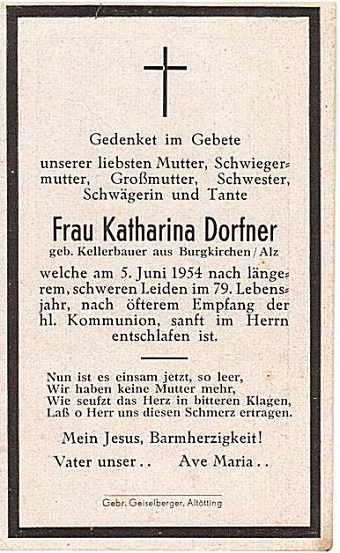 Gedenket im Gebete
unserer liebsten Mutter, Schwieger=
mutter, Großmutter, Schwester,
Schwägerin und Tante
Frau Katharina Dorfner
geb. Kellerbauer aus Burgkirchen/Alz
welche am 5. Juni 1954 nach länge=
rem, schweren Leiden im 79. Lebens=
jahr, nach öfterem Empfang der
hl. Kommunion, sanft im Herrn
entschlafen ist.
Nun ist es einsam jetzt, so leer,
Wir haben keine Mutter mehr,
Wie seufzt das Herz in bitteren Klagen,
Laß o Herr uns diesen Schmerz ertragen.
Mein Jesus, Barmherzigkeit!
Vater unser . . Ave Maria . .
Gebr. Geiselberger, Altötting